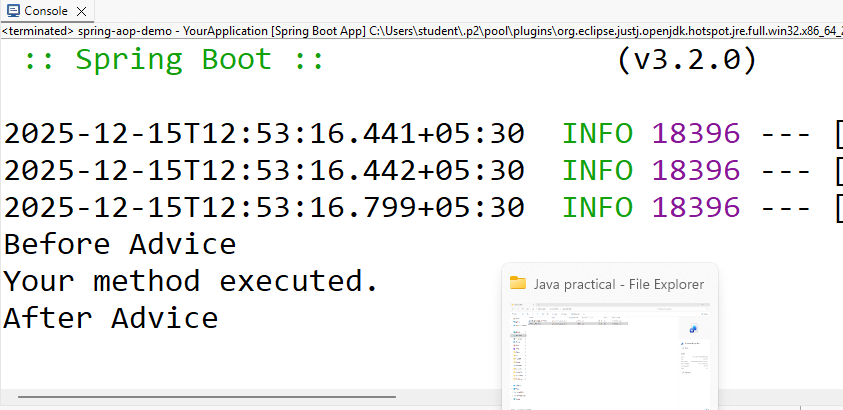 Console
<terminated> spring-aop-demo - YourApplication [Spring Boot App] C:\Users\student\.p2\pool\plugins\org.eclipse.justj.openjdk.hotspot.jre.full.win32.x86_64_2
:: Spring Boot :: (v3.2.0)
2025-12-15T12:53:16.441+05:30 INFO 18396 --- [
2025-12-15T12:53:16.442+05:30 INFO 18396 --- [
2025-12-15T12:53:16.799+05:30 INFO 18396 --- [
Before Advice
Your method executed.
Java practical - File Explorer
After Advice